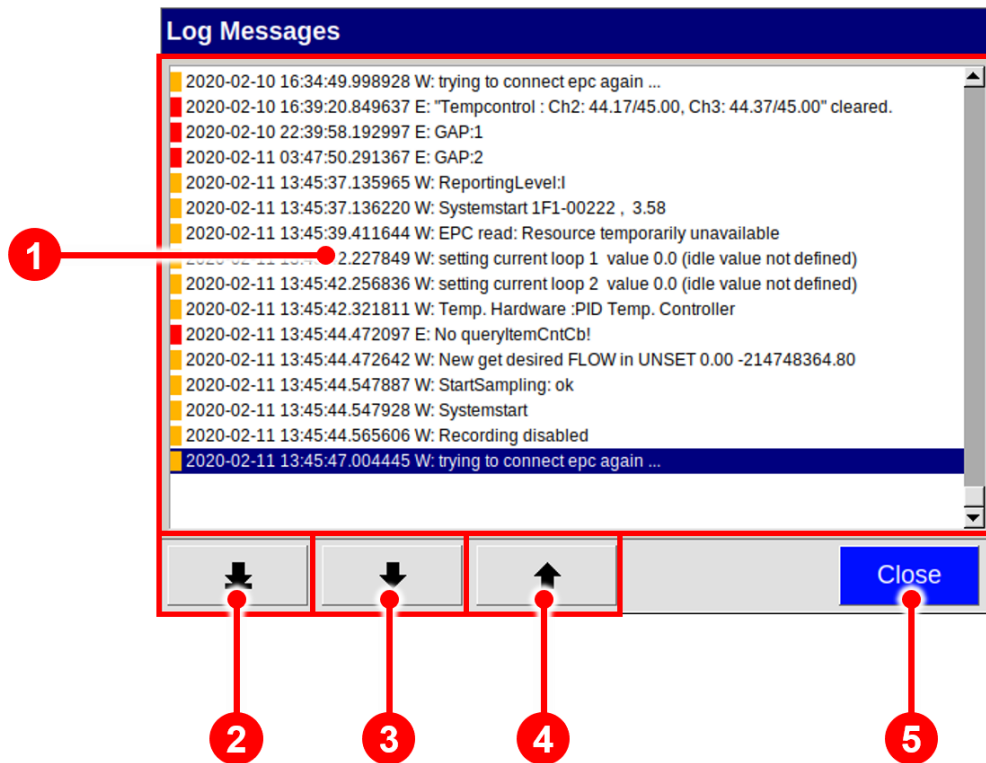 Log Messages
2020-02-10 16:34:49.998928 W: trying to connect epc again ...
2020-02-10 16:39:20.849637 E: "Tempcontrol : Ch2: 44.17/45.00, Ch3: 44.37/45.00" cleared.
2020-02-10 22:39:58.192997 E: GAP:1
2020-02-11 03:47:50.291367 E: GAP:2
2020-02-11 13:45:37.135965 W: ReportingLevel:I
2020-02-11 13:45:37.136220 W: Systemstart 1F1-00222 , 3.58
2020-02-11 13:45:39.411644 W: EPC read: Resource temporarily unavailable
1
2.227849 W: setting current loop 1 value 0.0 (idle value not defined)
2020-02-11 13:45:42.256836 W: setting current loop 2 value 0.0 (idle value not defined)
2020-02-11 13:45:42.321811 W: Temp. Hardware :PID Temp. Controller
2020-02-11 13:45:44.472097 E: No queryItemCntCb!
2020-02-11 13:45:44.472642 W: New get desired FLOW in UNSET 0.00 -214748364.80
2020-02-11 13:45:44.547887 W: StartSampling: ok
2020-02-11 13:45:44.547928 W: Systemstart
2020-02-11 13:45:44.565606 W: Recording disabled
2020-02-11 13:45:47.004445 W: trying to connect epc again ...
Close
2 3 4 5